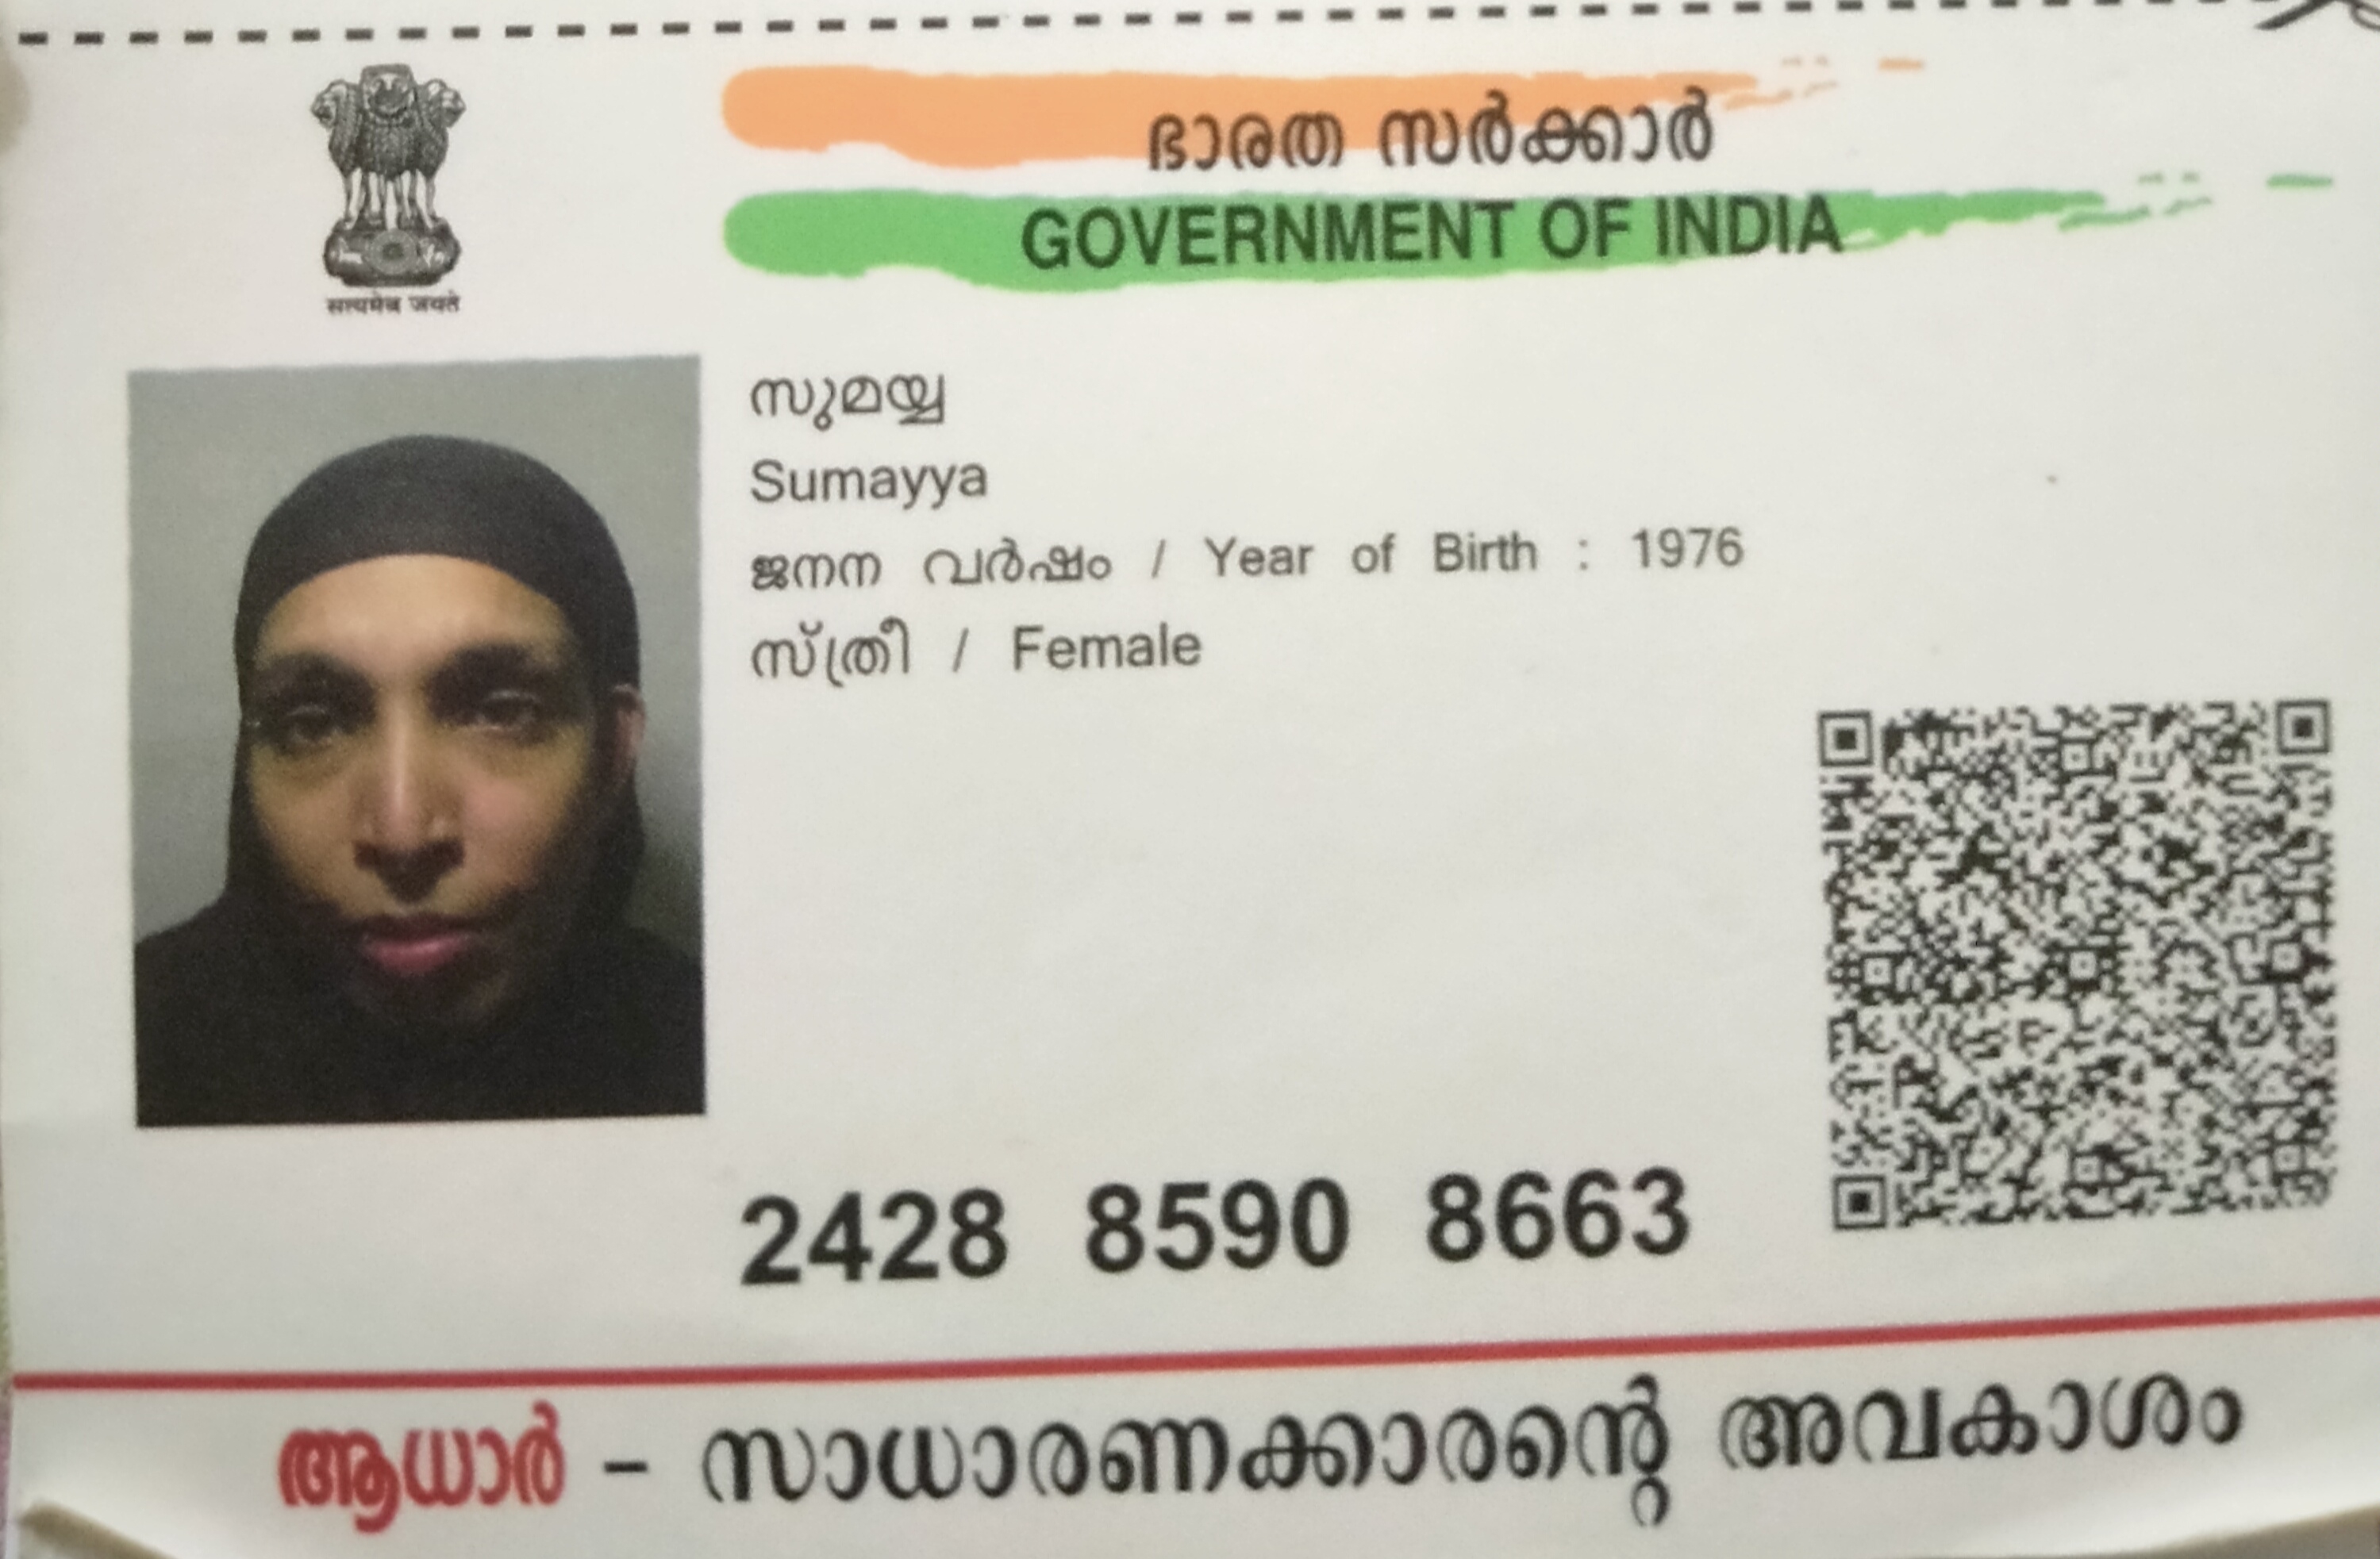 सत्यमेव जयते
ഭാരത സർക്കാർ
GOVERNMENT OF INDIA
സുമയ്യ
Sumayya
ജനന വർഷം / Year of Birth : 1976
സ്ത്രീ / Female
2428 8590 8663
ആധാർ – സാധാരണക്കാരന്റെ അവകാശം